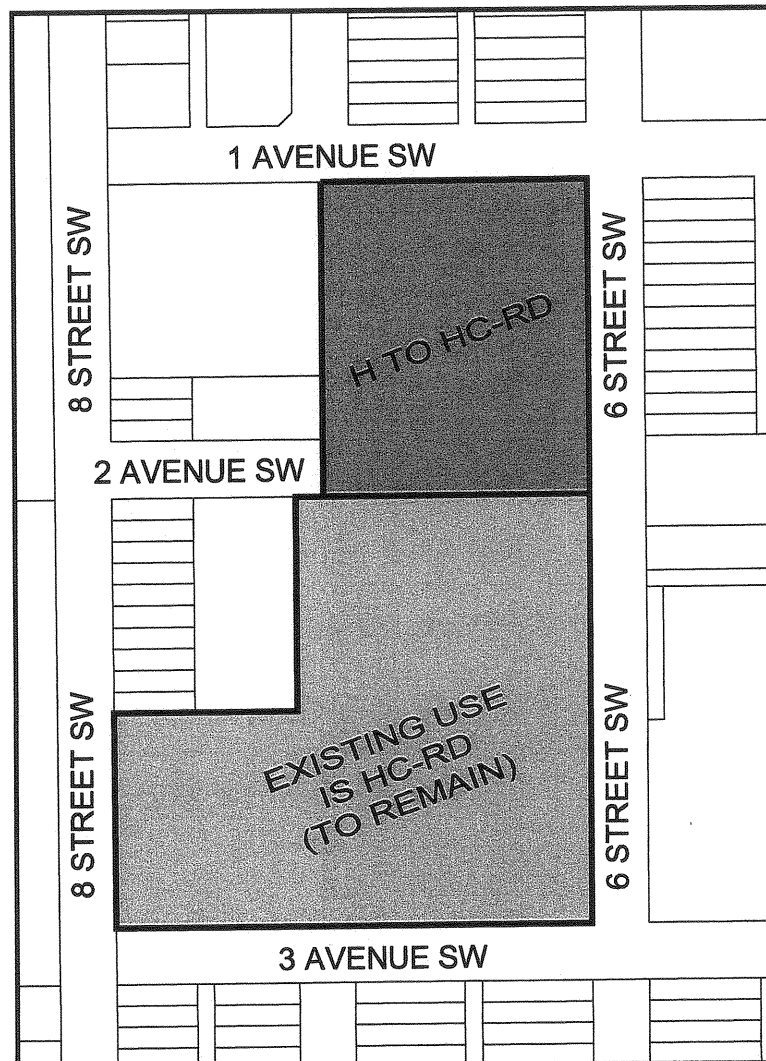 1 AVENUE SW
8 STREET SW
H TO HC-RD
6 STREET SW
2 AVENUE SW
8 STREET SW
EXISTING USE
IS HC-RD
(TO REMAIN)
6 STREET SW
3 AVENUE SW